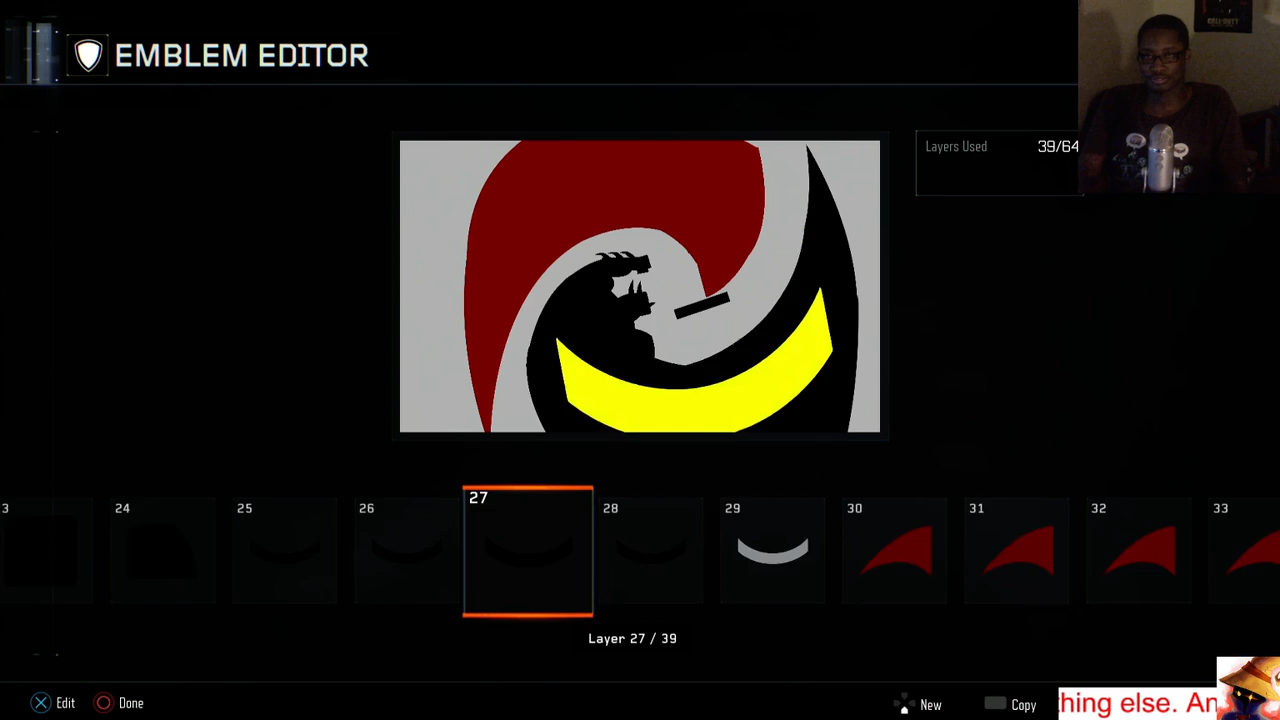 EMBLEM EDITOR
Layers Used 39/64
3 24 25 26 27 28 29 30 31 32 33
Layer 27 / 39
Edit Done New Copy
thing else. An